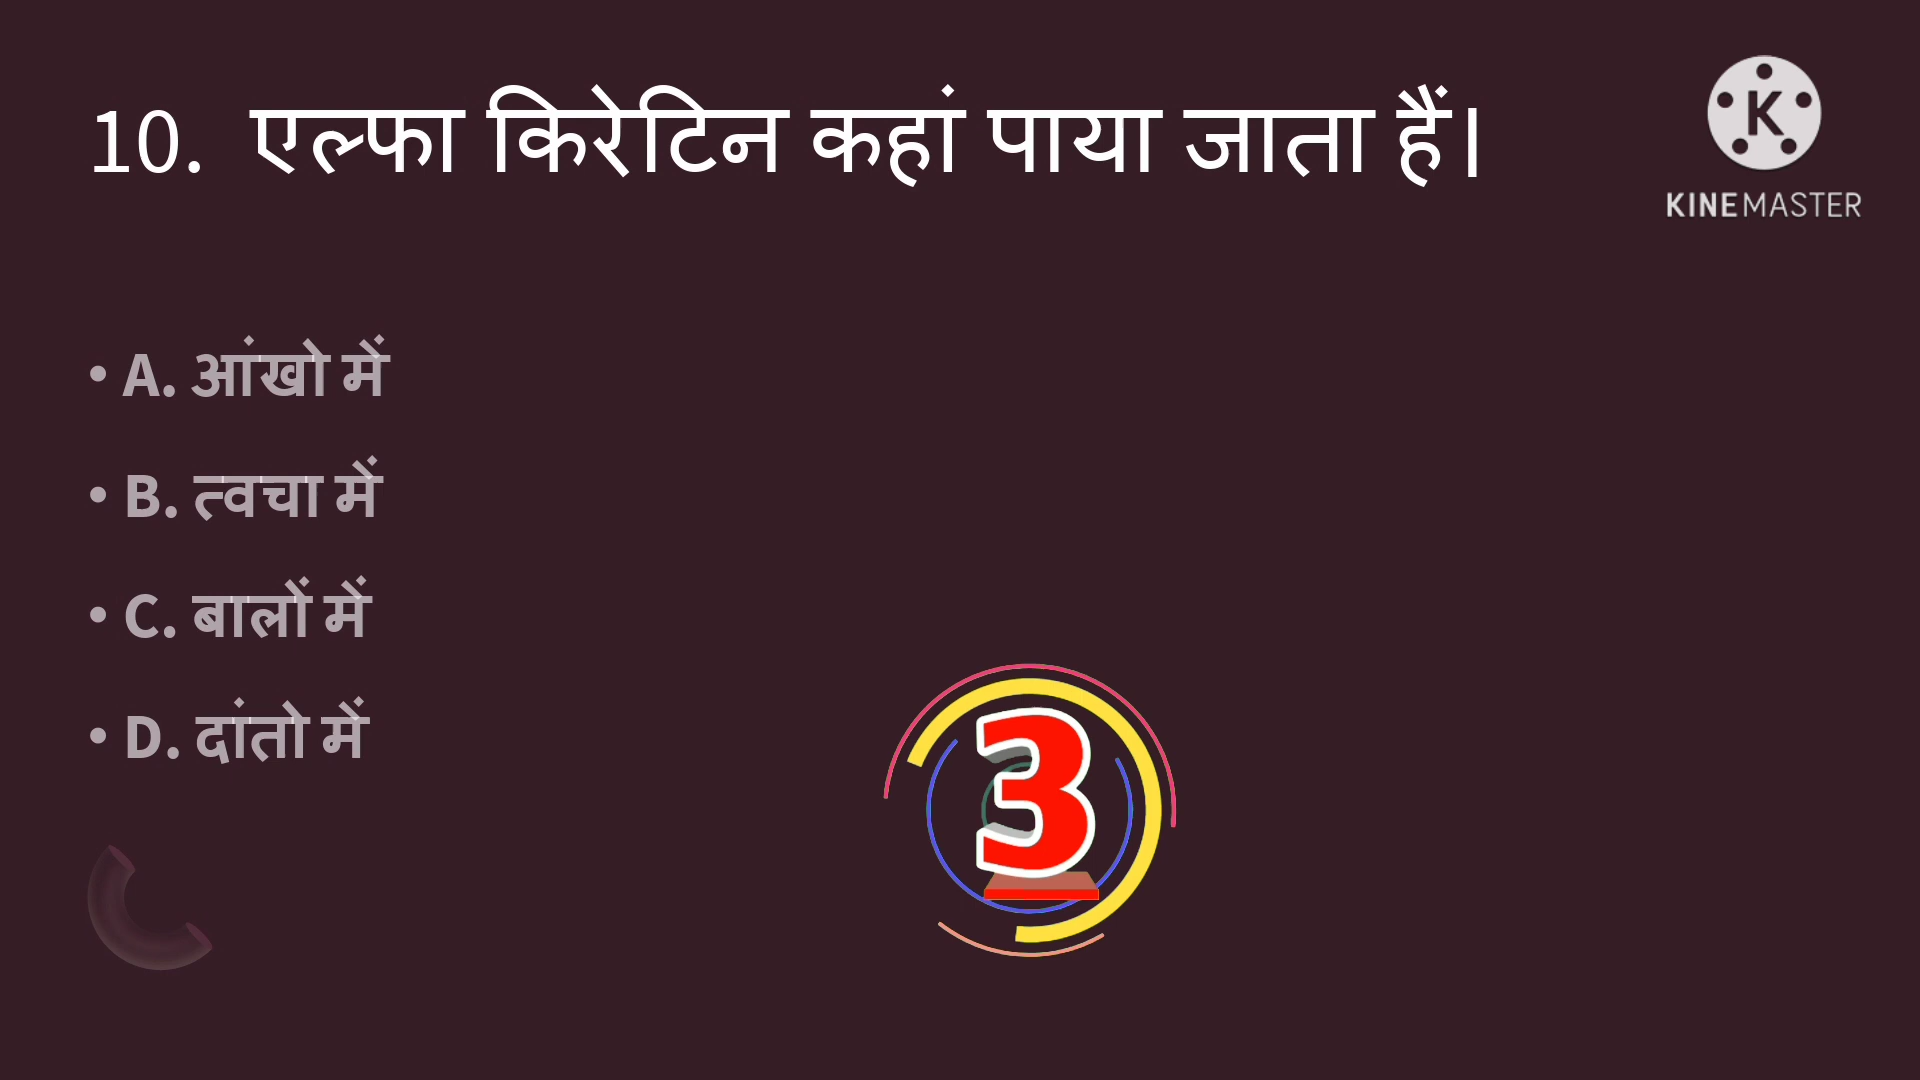 10. एल्फा किरेटिन कहां पाया जाता हैं।
K
KINEMASTER
• A. आंखो में
• B. त्वचा में
• C. बालों में
• D. दांतो में
3